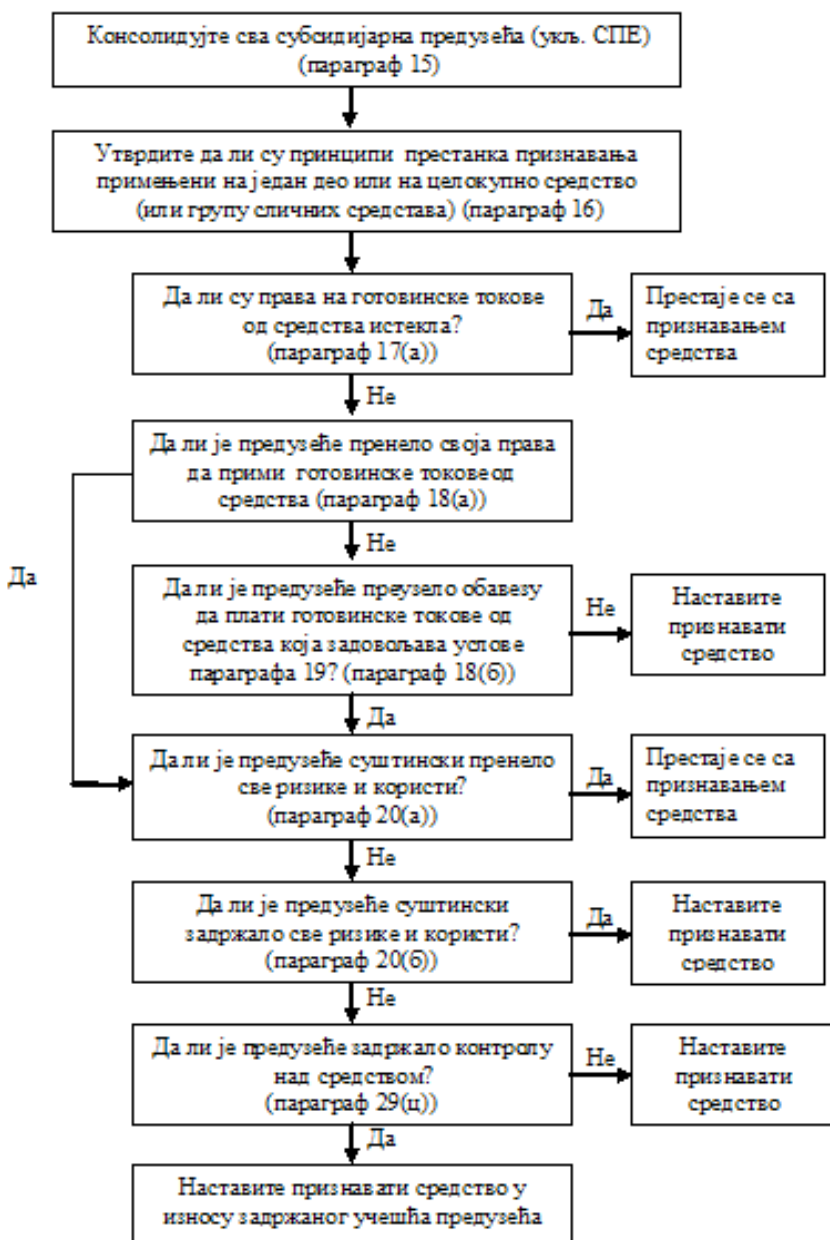 Консолидујте сва субсидијарна предузећа (укљ. СПЕ)
(параграф 15)
Утврдите да ли су принципи престанка признавања
примењени на један део или на целокупно средство
(или групу сличних средстава) (параграф 16)
Да ли су права на готовинске токове
од средства истекла?
(параграф 17(а))
Да
Престаје се са
признавањем
средства
Не
Да ли је предузеће пренело своја права
да прими готовинске токове од
средства (параграф 18(а))
Да
Не
Да ли је предузеће преузело обавезу
да плати готовинске токове од
средства која задовољава услове
параграфа 19? (параграф 18(б))
Не
Наставите
признавати
средство
Да
Да ли је предузеће суштински пренело
све ризике и користи?
(параграф 20(а))
Да
Престаје се са
признавањем
средства
Не
Да ли је предузеће суштински
задржало све ризике и користи?
(параграф 20(б))
Да
Наставите
признавати
средство
Не
Да ли је предузеће задржало контролу
над средством?
(параграф 29(ц))
Не
Наставите
признавати
средство
Да
Наставите признавати средство у
износу задржаног учешћа предузећа